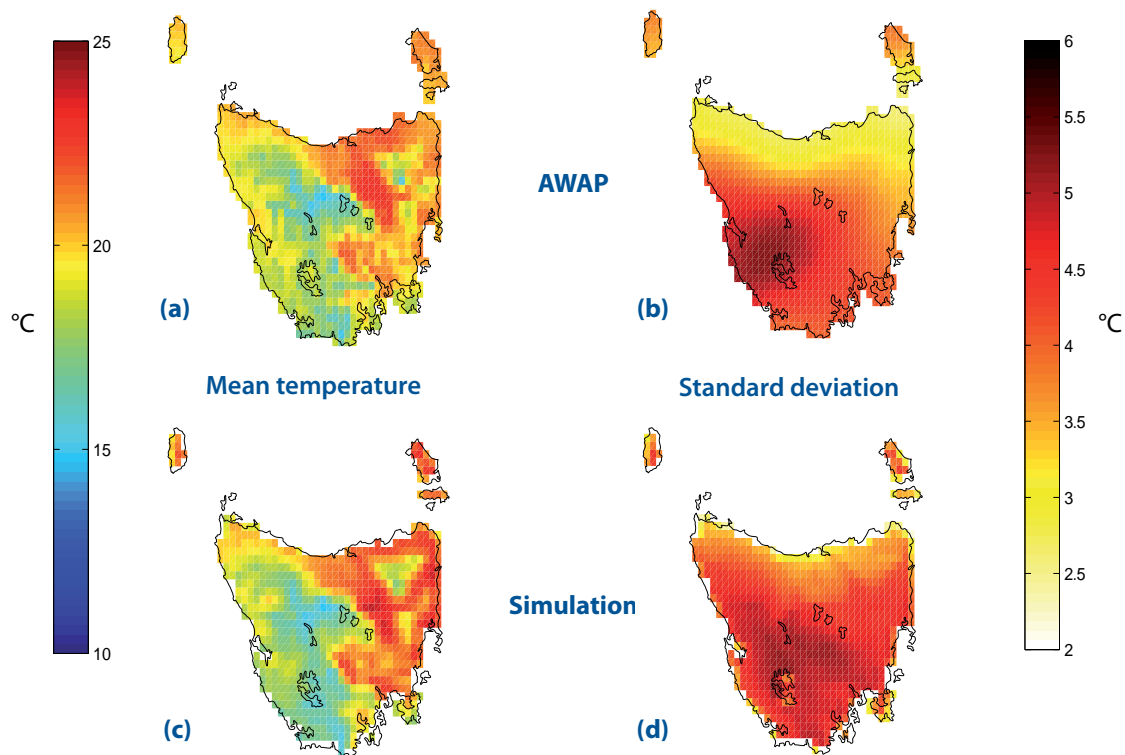 25
20
15
10
°C
(a)
AWAP
(b)
6
5.5
5
4.5
4
3.5
3
2.5
2
°C
Mean temperature
Standard deviation
Simulation
(c)
(d)